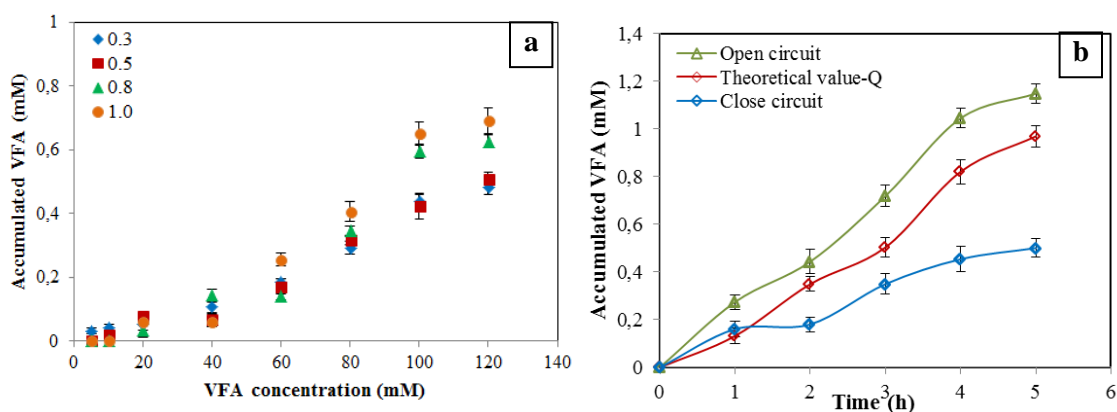 a
0.3
0.5
0.8
1.0
Accumulated VFA (mM)
1
0,8
0,6
0,4
0,2
0
0 20 40 60 80 100 120 140
VFA concentration (mM)
b
Open circuit
Theoretical value-Q
Close circuit
Accumulated VFA (mM)
1,4
1,2
1
0,8
0,6
0,4
0,2
0
0 1 2 3 4 5 6
Time (h)